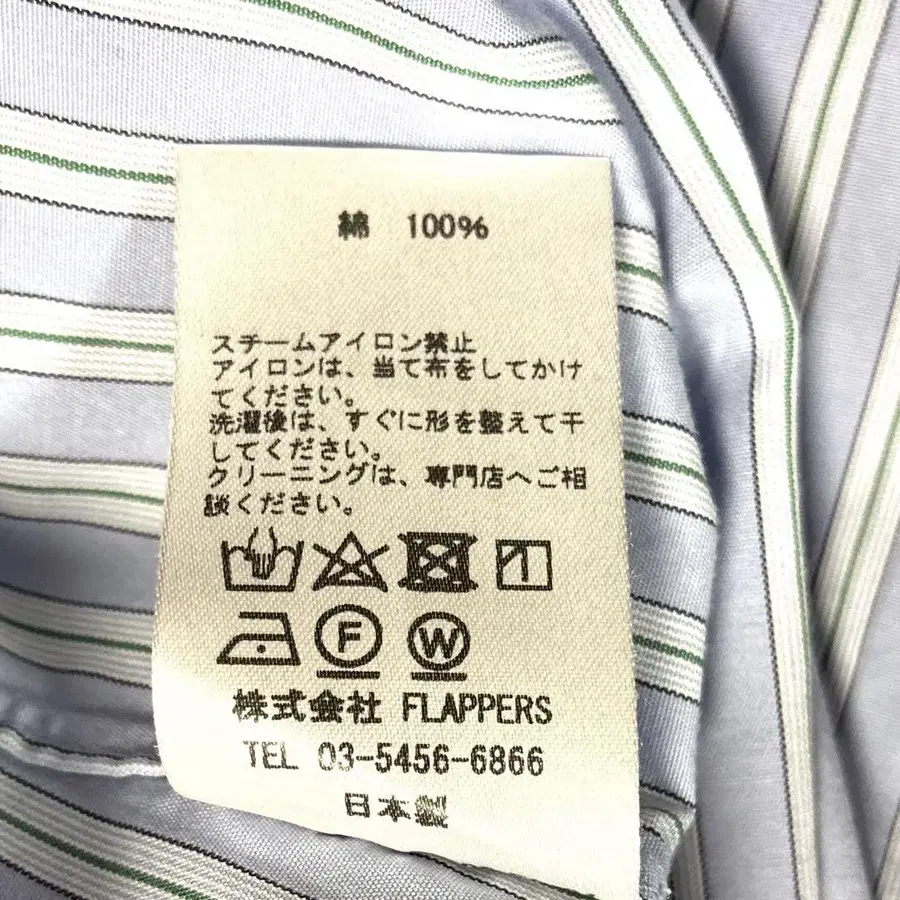 綿 100%
スチームアイロン禁止
アイロンは、当て布をしてかけ
てください。
洗濯後は、すぐに形を整えて干
してください。
クリーニングは、専門店へご相
談ください。
F W
株式会社 FLAPPERS
TEL 03-5456-6866
日本製